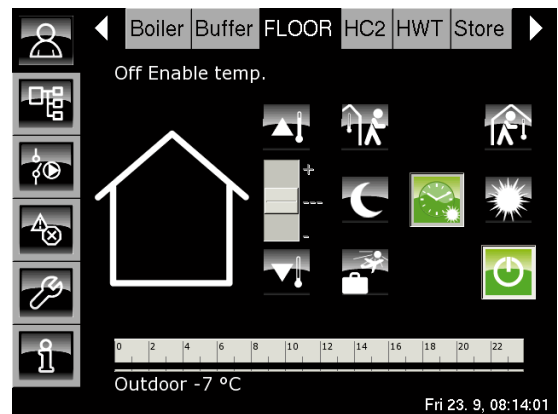 Boiler Buffer FLOOR HC2 HWT Store
Off Enable temp.
+
---
-
0 2 4 6 8 10 12 14 16 18 20 22
Outdoor -7 °C
Fri 23. 9, 08:14:01